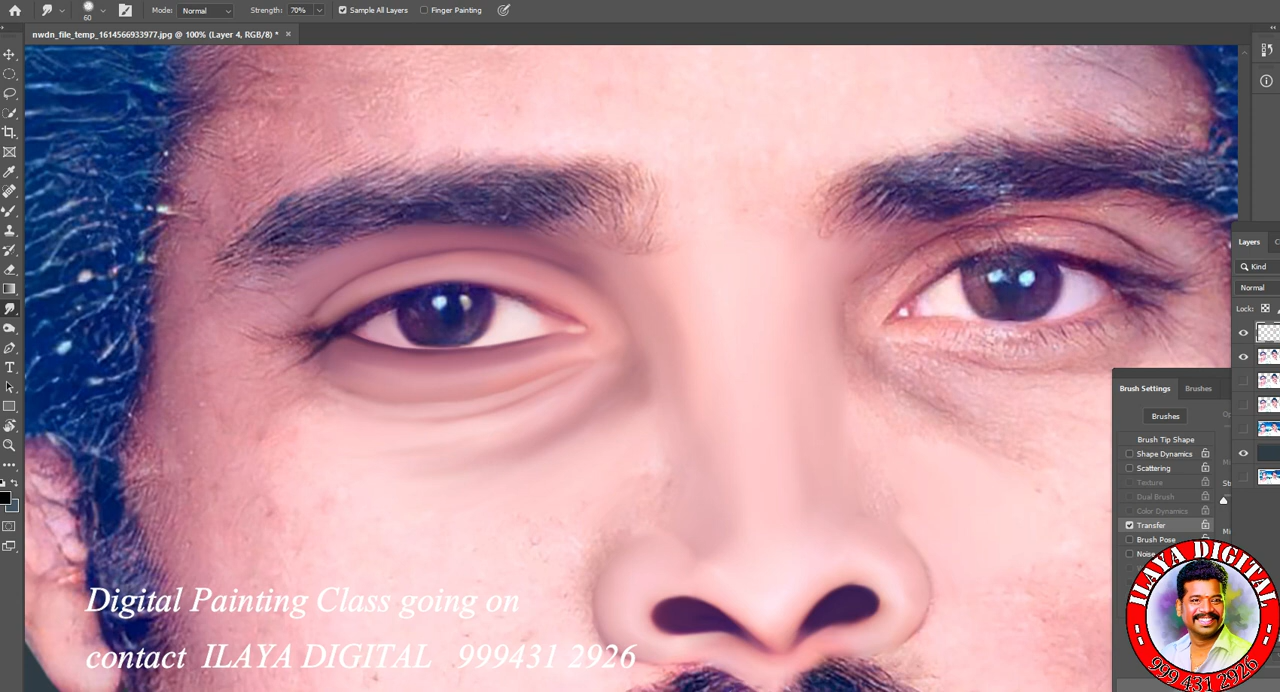 Mode: Normal Strength: 70% Sample All Layers Finger Painting
60
nwdn_file_temp_1614566933977.jpg @ 100% (Layer 4, RGB/8) *
Layers
Kind
Normal
Lock:
Brush Settings Brushes
Brushes
Brush Tip Shape
Shape Dynamics
Scattering
Texture
Dual Brush
Color Dynamics
Transfer
Brush Pose
Noise
Digital Painting Class going on
contact ILAYA DIGITAL 999431 2926
ILAYA DIGITAL
999 431 2926